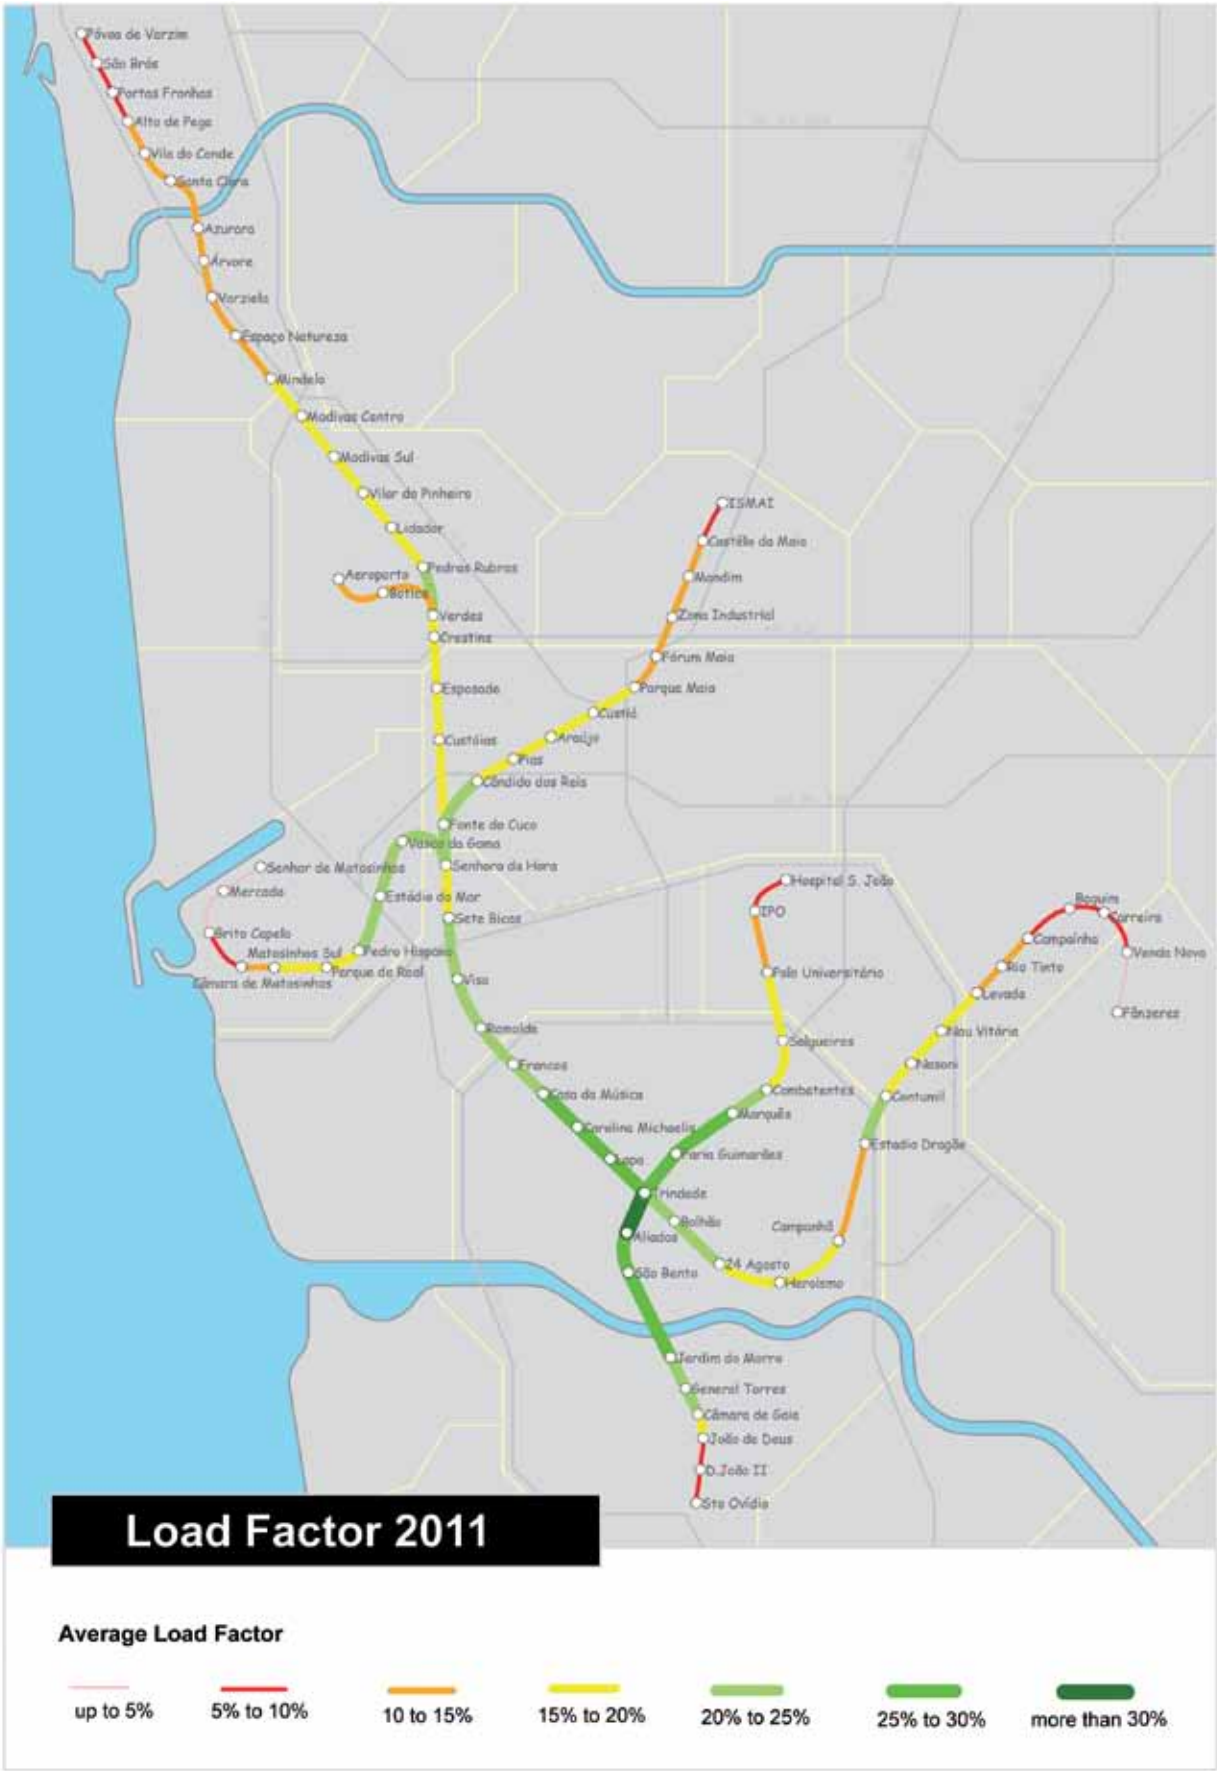 Póvoa de Varzim
São Brás
Portas Fronhas
Alto de Pega
Vila do Conde
Santa Clara
Azurara
Árvore
Varziela
Espaço Natureza
Mindelo
Modivas Centro
Modivas Sul
Vilar do Pinheiro
Lidador
ISMAI
Castêlo da Maia
Pedras Rubras
Aeroporto
Mandim
Botica
Verdes
Zona Industrial
Crestins
Fórum Maia
Esposade
Parque Maia
Custió
Custóias
Araújo
Pias
Cândido dos Reis
Fonte do Cuco
Vasco da Gama
Senhor de Matosinhos
Senhora da Hora
Hospital S. João
Mercado
Estádio do Mar
IPO
Baguim
Carreira
Sete Bicas
Brito Capelo
Campainha
Matosinhos Sul
Pedro Hispano
Venda Nova
Rio Tinto
Parque de Real
Polo Universitário
Câmara de Matosinhos
Viso
Levada
Fânzeres
Ramalde
Nau Vitória
Salgueiros
Francos
Nasoni
Casa da Música
Combatentes
Contumil
Marquês
Carolina Michaelis
Estadio Dragão
Lapa
Faria Guimarães
Trindade
Bolhão
Campanhã
Aliados
24 Agosto
São Bento
Heroísmo
Jardim do Morro
General Torres
Câmara de Gaia
João de Deus
D.João II
Sto Ovídio
Load Factor 2011
Average Load Factor
up to 5%
5% to 10%
10 to 15%
15% to 20%
20% to 25%
25% to 30%
more than 30%